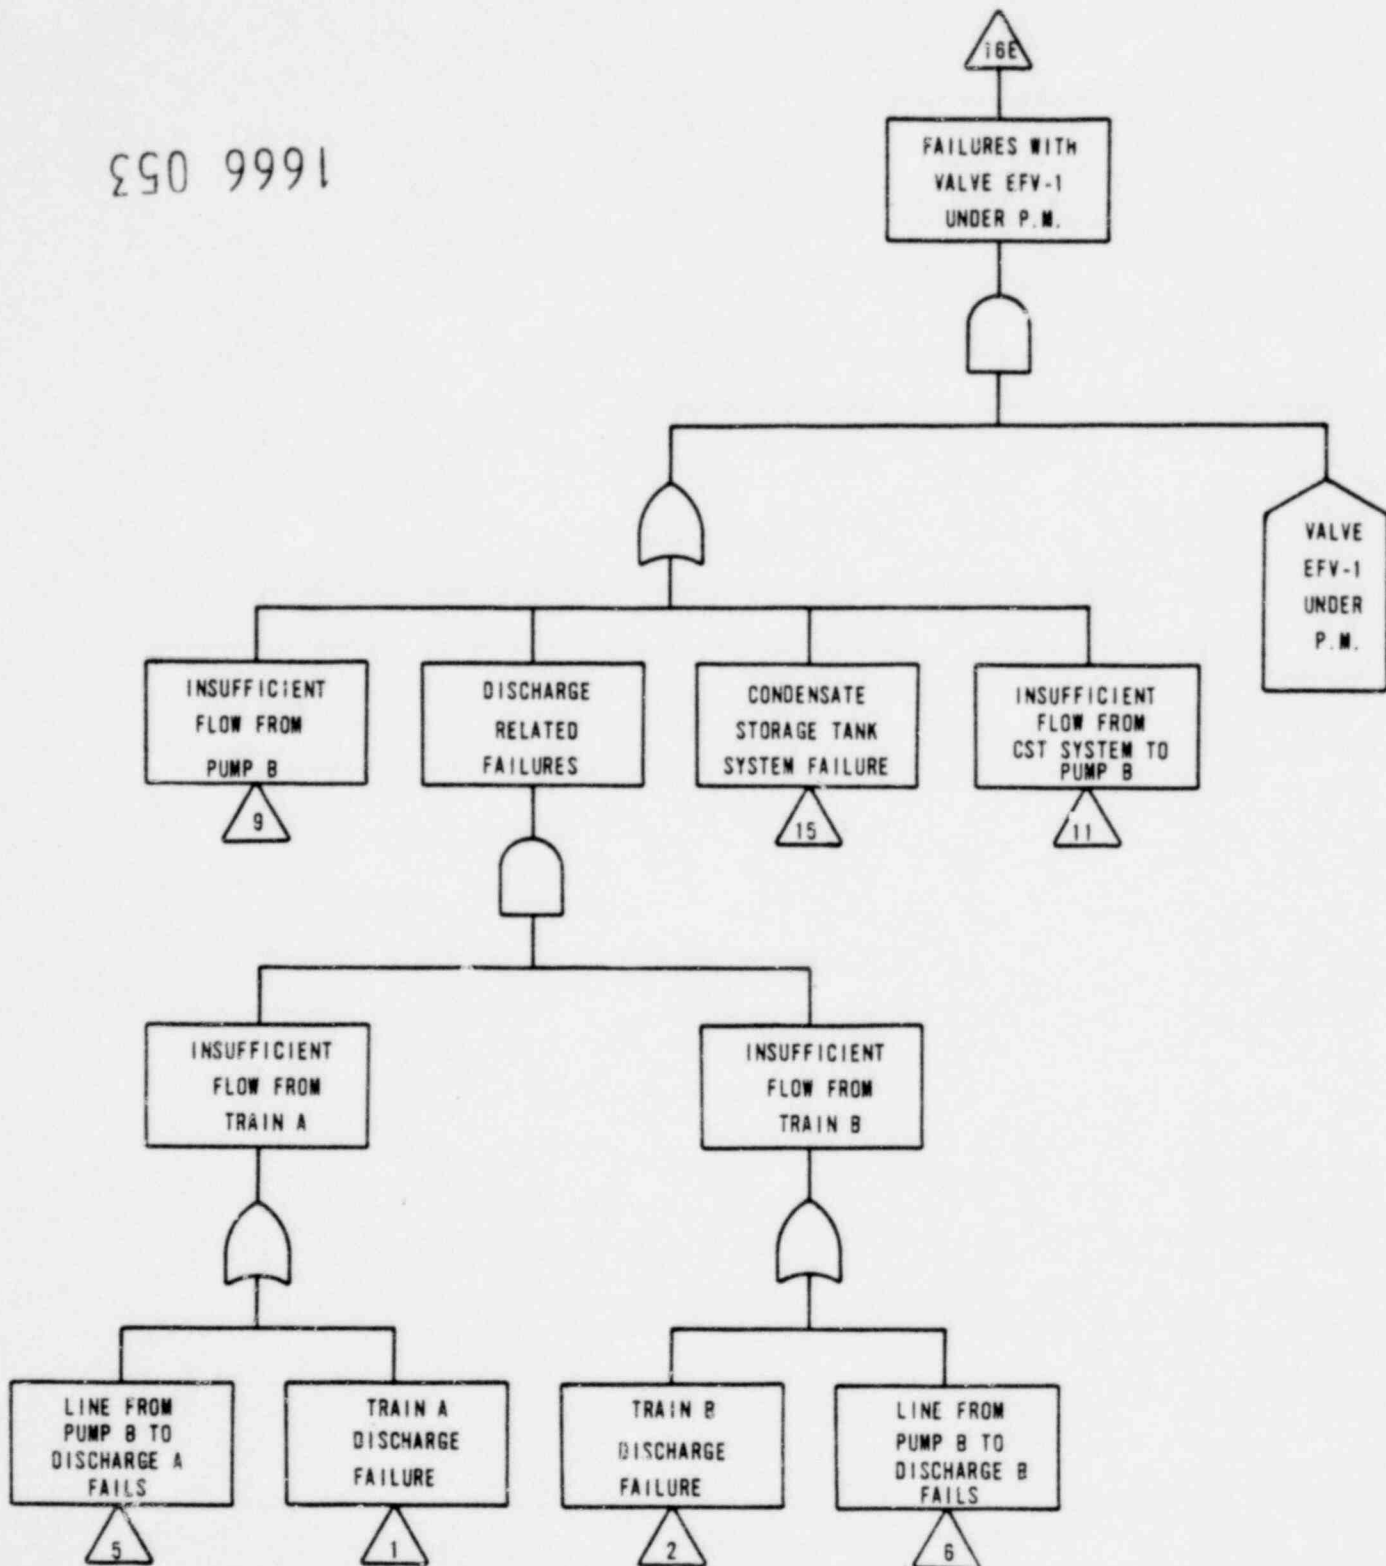 16E
1666 053
FAILURES WITH
VALVE EFV-1
UNDER P.M.
VALVE
EFV-1
UNDER
P.M.
INSUFFICIENT
FLOW FROM
PUMP B
9
DISCHARGE
RELATED
FAILURES
CONDENSATE
STORAGE TANK
SYSTEM FAILURE
15
INSUFFICIENT
FLOW FROM
CST SYSTEM TO
PUMP B
11
INSUFFICIENT
FLOW FROM
TRAIN A
INSUFFICIENT
FLOW FROM
TRAIN B
LINE FROM
PUMP B TO
DISCHARGE A
FAILS
5
TRAIN A
DISCHARGE
FAILURE
1
TRAIN B
DISCHARGE
FAILURE
2
LINE FROM
PUMP B TO
DISCHARGE B
FAILS
6